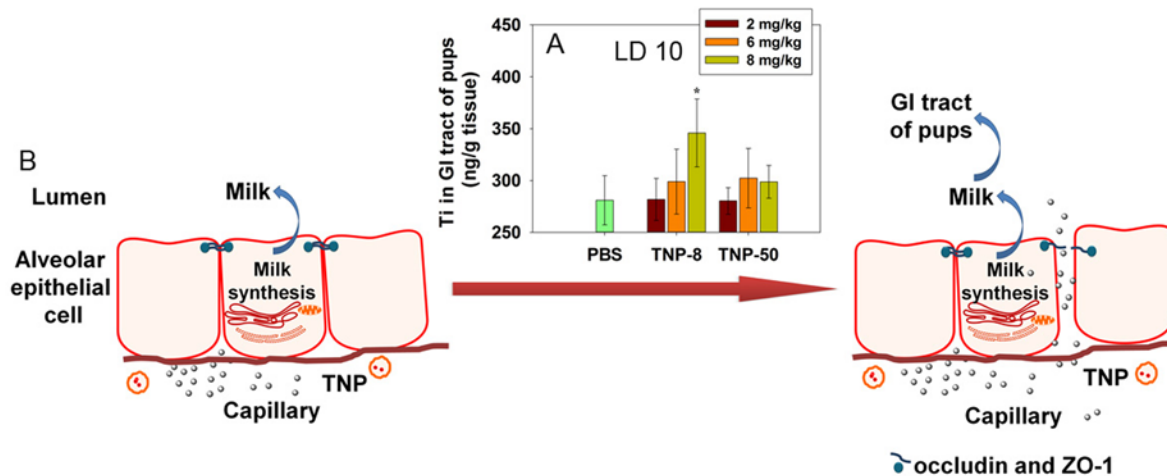 A
LD 10
2 mg/kg
6 mg/kg
8 mg/kg
450
400
350
300
250
Ti in GI tract of pups
(ng/g tissue)
*
PBS
TNP-8
TNP-50
B
Lumen
Milk
Alveolar
epithelial
cell
Milk
synthesis
TNP
Capillary
GI tract
of pups
Milk
Milk
synthesis
TNP
Capillary
occludin and ZO-1